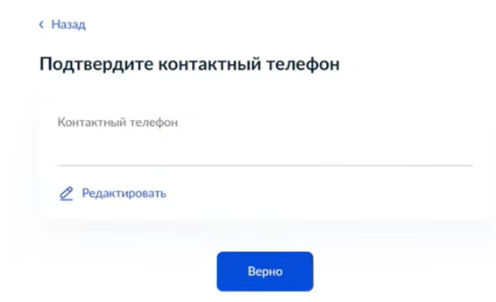 Назад
Подтвердите контактный телефон
Контактный телефон
Редактировать
Верно